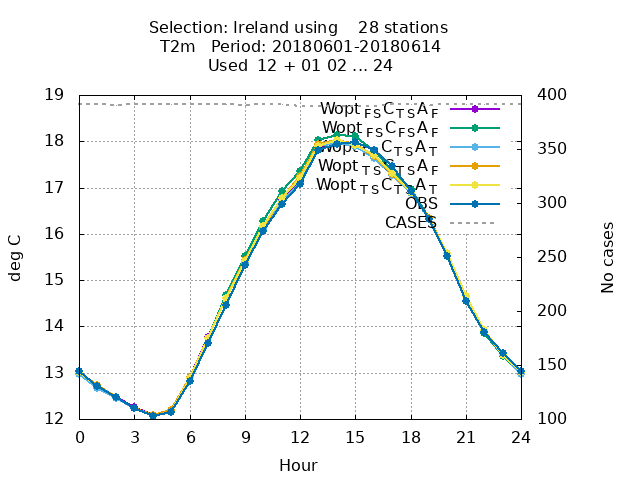 Selection: Ireland using 28 stations
T2m Period: 20180601-20180614
Used 12 + 01 02 ... 24
19
18
17
16
15
14
13
12
deg C
400
350
300
250
200
150
100
No cases
Wopt FS C TS A F
Wopt FS C FS A F
Wopt FS C TS A T
Wopt TS C TS A F
Wopt TS C TS A T
OBS
CASES
0 3 6 9 12 15 18 21 24
Hour